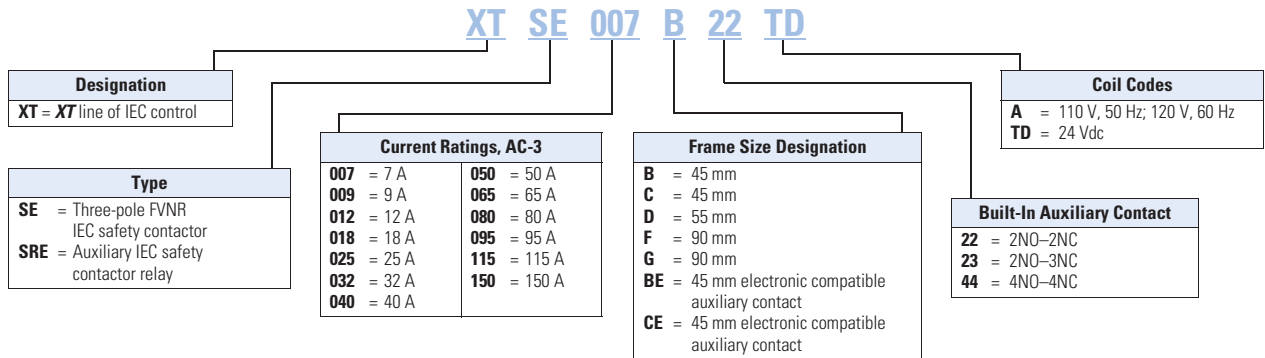 XT SE 007 B 22 TD
Designation
XT = XT line of IEC control
Type
SE = Three-pole FVNR
IEC safety contactor
SRE = Auxiliary IEC safety
contactor relay
Current Ratings, AC-3
007 = 7 A
009 = 9 A
012 = 12 A
018 = 18 A
025 = 25 A
032 = 32 A
040 = 40 A
050 = 50 A
065 = 65 A
080 = 80 A
095 = 95 A
115 = 115 A
150 = 150 A
Frame Size Designation
B = 45 mm
C = 45 mm
D = 55 mm
F = 90 mm
G = 90 mm
BE = 45 mm electronic compatible
auxiliary contact
CE = 45 mm electronic compatible
auxiliary contact
Coil Codes
A = 110 V, 50 Hz; 120 V, 60 Hz
TD = 24 Vdc
Built-In Auxiliary Contact
22 = 2NO–2NC
23 = 2NO–3NC
44 = 4NO–4NC